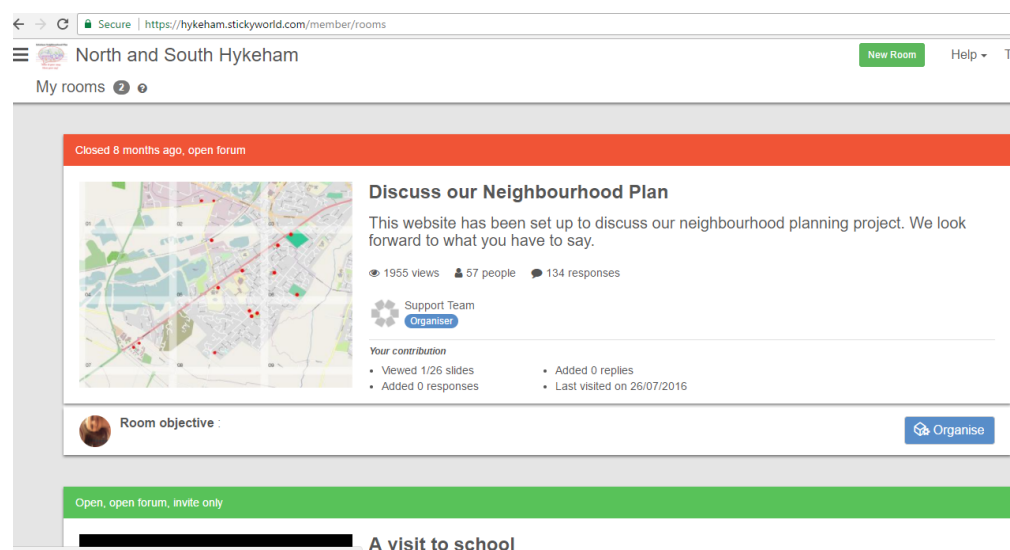 Secure | https://hykeham.stickyworld.com/member/rooms
North and South Hykeham
New Room
Help
My rooms 2 ?
Closed 8 months ago, open forum
Discuss our Neighbourhood Plan
This website has been set up to discuss our neighbourhood planning project. We look
forward to what you have to say.
1955 views 57 people 134 responses
Support Team
Organiser
Your contribution
• Viewed 1/26 slides
• Added 0 responses
• Added 0 replies
• Last visited on 26/07/2016
Room objective :
Organise
Open, open forum, invite only
A visit to school